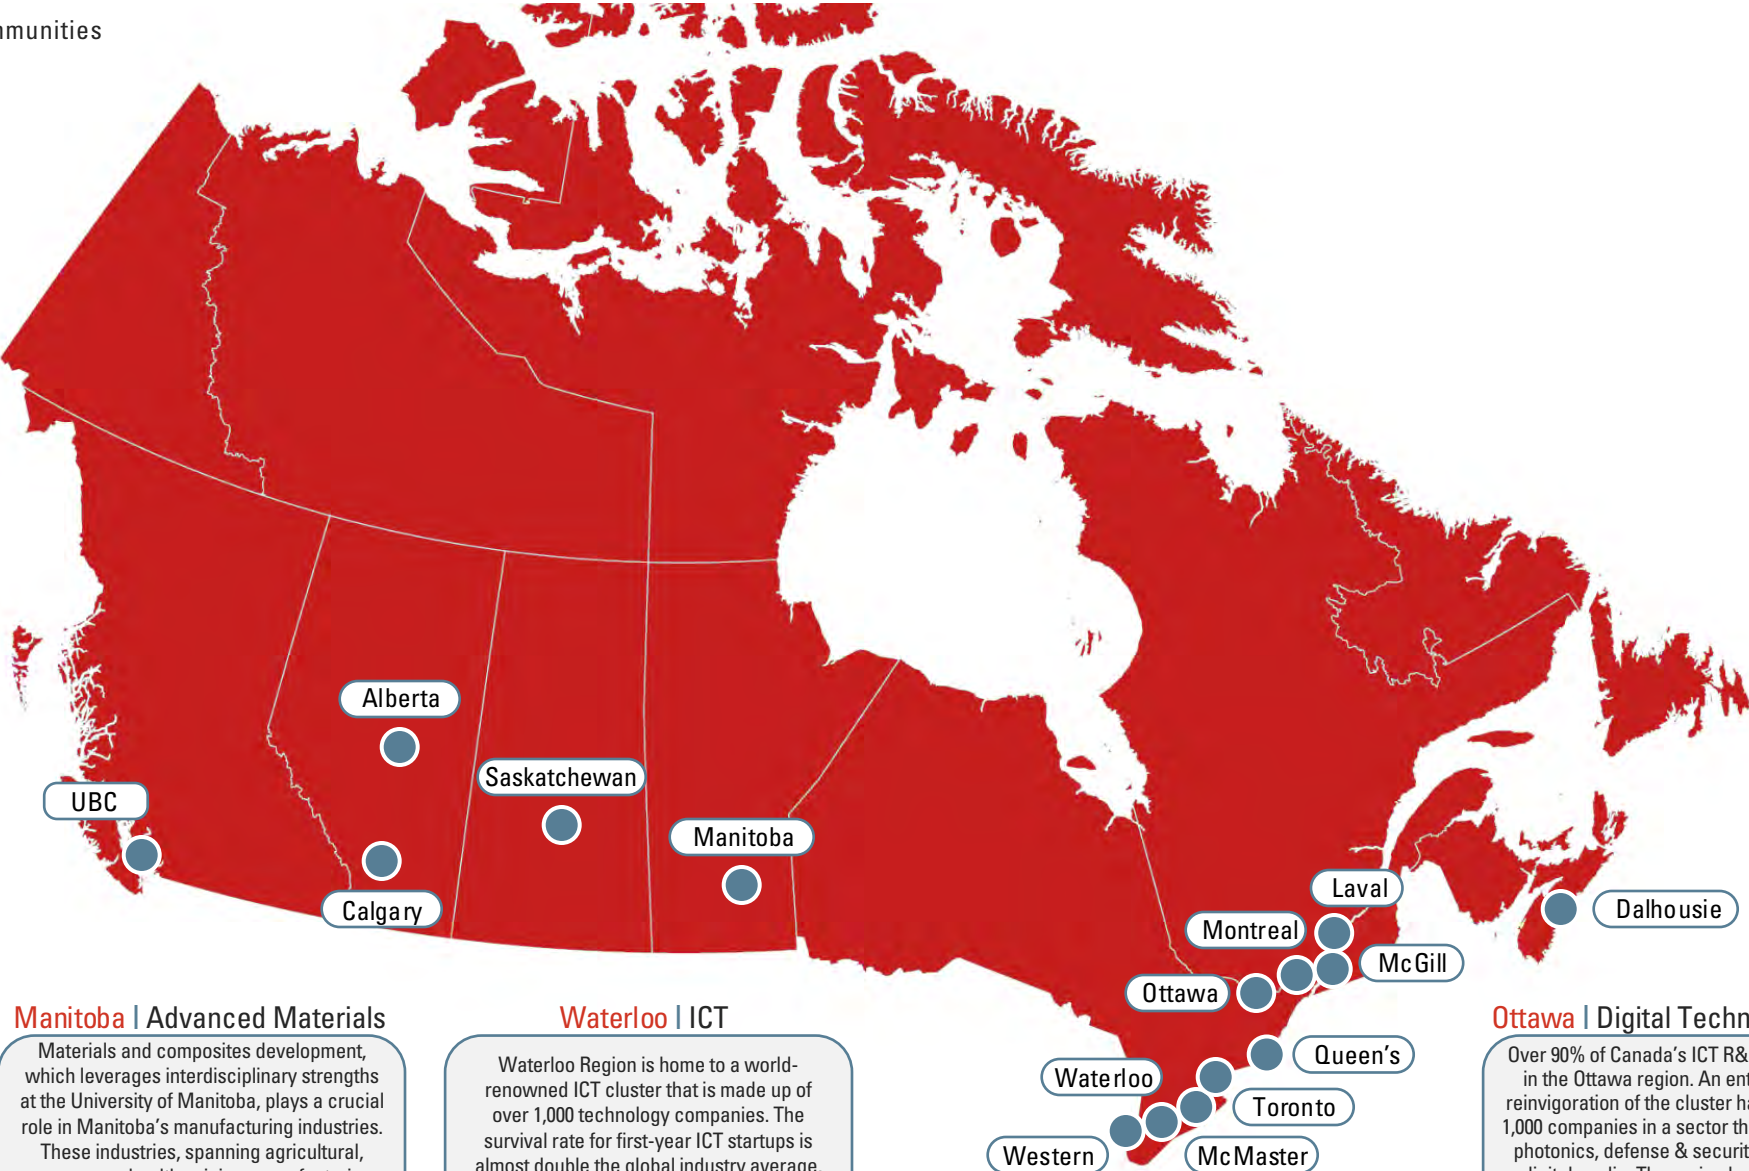 Alberta
Saskatchewan
UBC
Manitoba
Calgary
Laval
Dalhousie
Montreal
McGill
Ottawa
Queen's
Waterloo
Toronto
Western
McMaster
Manitoba | Advanced Materials
Materials and composites development,
which leverages interdisciplinary strengths
at the University of Manitoba, plays a crucial
role in Manitoba's manufacturing industries.
These industries, spanning agricultural,
Waterloo | ICT
Waterloo Region is home to a world-
renowned ICT cluster that is made up of
over 1,000 technology companies. The
survival rate for first-year ICT startups is
almost double the global industry average.
Ottawa | Digital Techn
Over 90% of Canada's ICT R&
in the Ottawa region. An ent
reinvigoration of the cluster ha
1,000 companies in a sector th
photonics, defense & securit